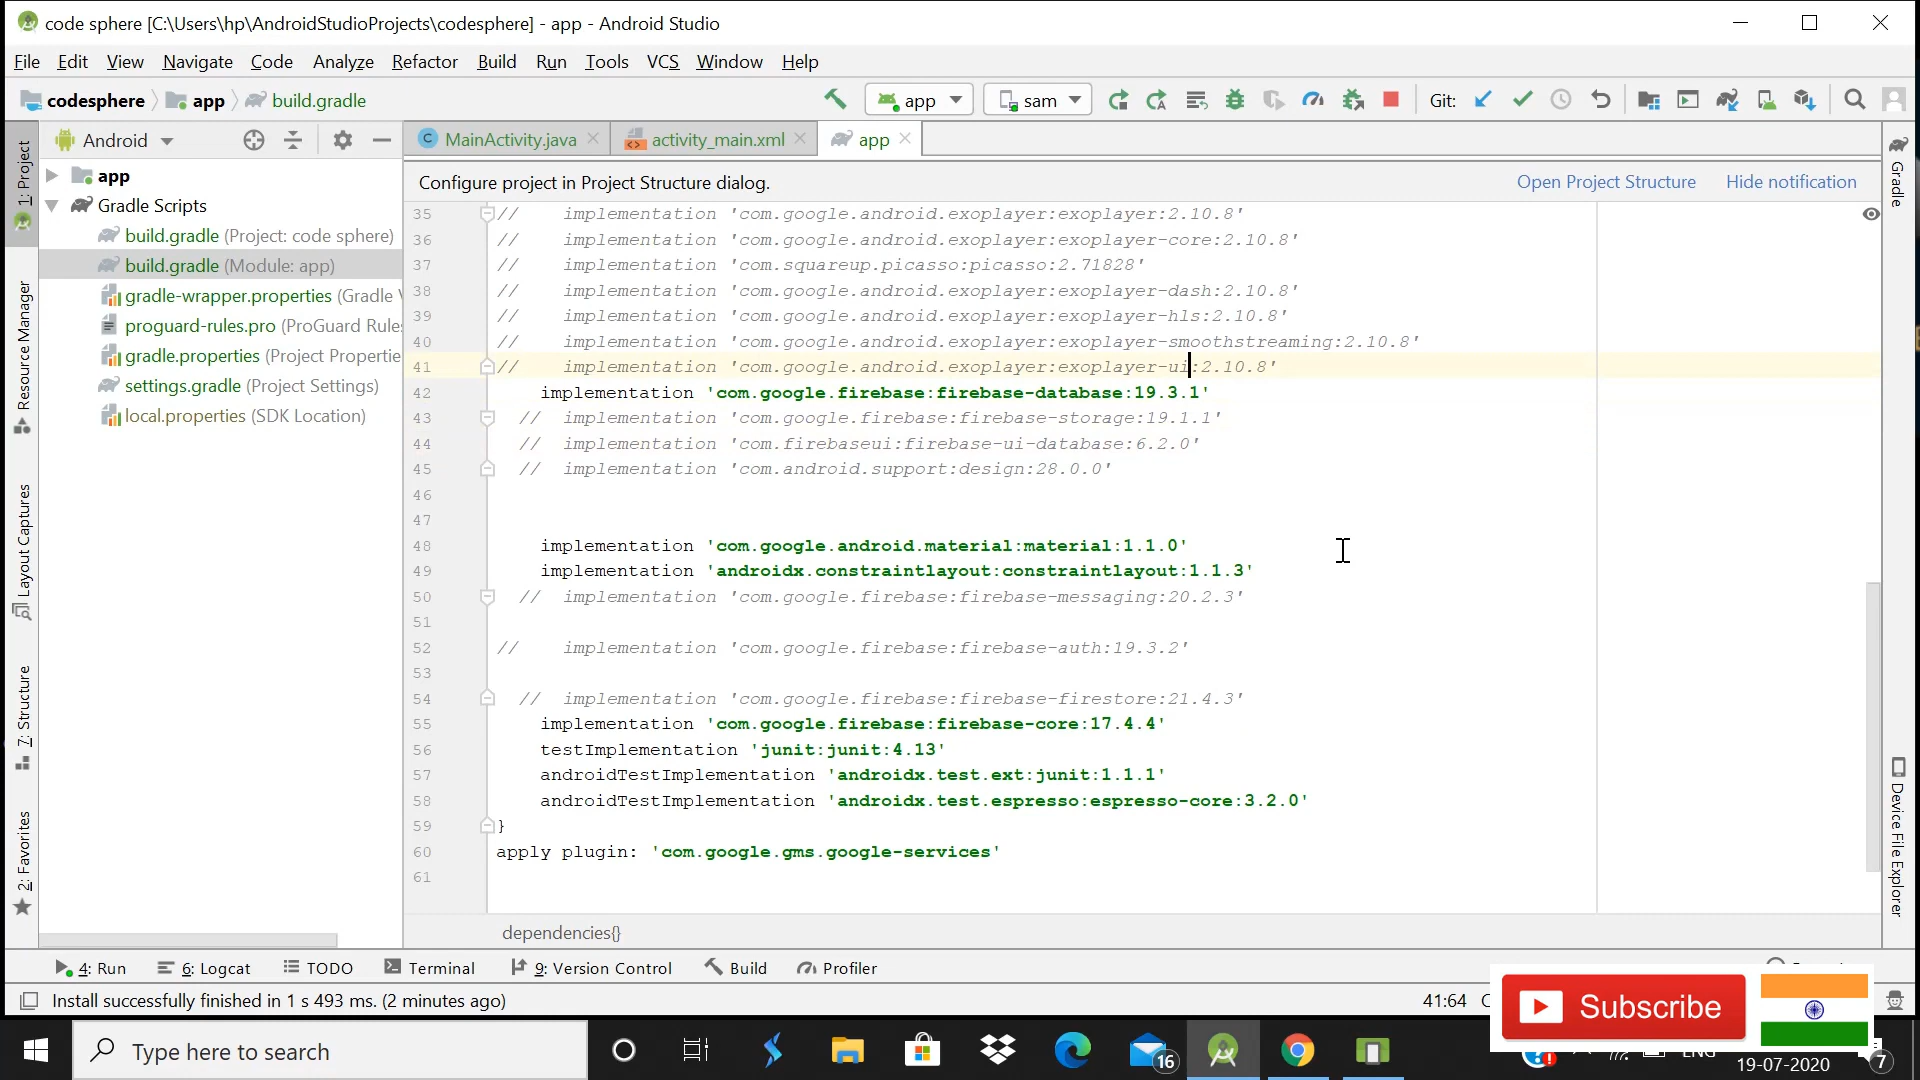 code sphere [C:\Users\hp\AndroidStudioProjects\codesphere] - app - Android Studio
File Edit View Navigate Code Analyze Refactor Build Run Tools VCS Window Help
codesphere app build.gradle app sam Git:
Android
MainActivity.java activity_main.xml app
Configure project in Project Structure dialog. Open Project Structure Hide notification
1: Project
Resource Manager
Layout Captures
7: Structure
2: Favorites
app
Gradle Scripts
build.gradle (Project: code sphere)
build.gradle (Module: app)
gradle-wrapper.properties (Gradle V
proguard-rules.pro (ProGuard Rule
gradle.properties (Project Propertie
settings.gradle (Project Settings)
local.properties (SDK Location)
35 // implementation 'com.google.android.exoplayer:exoplayer:2.10.8'
36 // implementation 'com.google.android.exoplayer:exoplayer-core:2.10.8'
37 // implementation 'com.squareup.picasso:picasso:2.71828'
38 // implementation 'com.google.android.exoplayer:exoplayer-dash:2.10.8'
39 // implementation 'com.google.android.exoplayer:exoplayer-hls:2.10.8'
40 // implementation 'com.google.android.exoplayer:exoplayer-smoothstreaming:2.10.8'
41 // implementation 'com.google.android.exoplayer:exoplayer-ui:2.10.8'
42 implementation 'com.google.firebase:firebase-database:19.3.1'
43 // implementation 'com.google.firebase:firebase-storage:19.1.1'
44 // implementation 'com.firebaseui:firebase-ui-database:6.2.0'
45 // implementation 'com.android.support:design:28.0.0'
46
47
48 implementation 'com.google.android.material:material:1.1.0'
49 implementation 'androidx.constraintlayout:constraintlayout:1.1.3'
50 // implementation 'com.google.firebase:firebase-messaging:20.2.3'
51
52 // implementation 'com.google.firebase:firebase-auth:19.3.2'
53
54 // implementation 'com.google.firebase:firebase-firestore:21.4.3'
55 implementation 'com.google.firebase:firebase-core:17.4.4'
56 testImplementation 'junit:junit:4.13'
57 androidTestImplementation 'androidx.test.ext:junit:1.1.1'
58 androidTestImplementation 'androidx.test.espresso:espresso-core:3.2.0'
59 }
60 apply plugin: 'com.google.gms.google-services'
61
dependencies{}
Gradle
Device File Explorer
4: Run 6: Logcat TODO Terminal 9: Version Control Build Profiler
Install successfully finished in 1 s 493 ms. (2 minutes ago) 41:64
Subscribe
Type here to search
16
ENG
19-07-2020
7